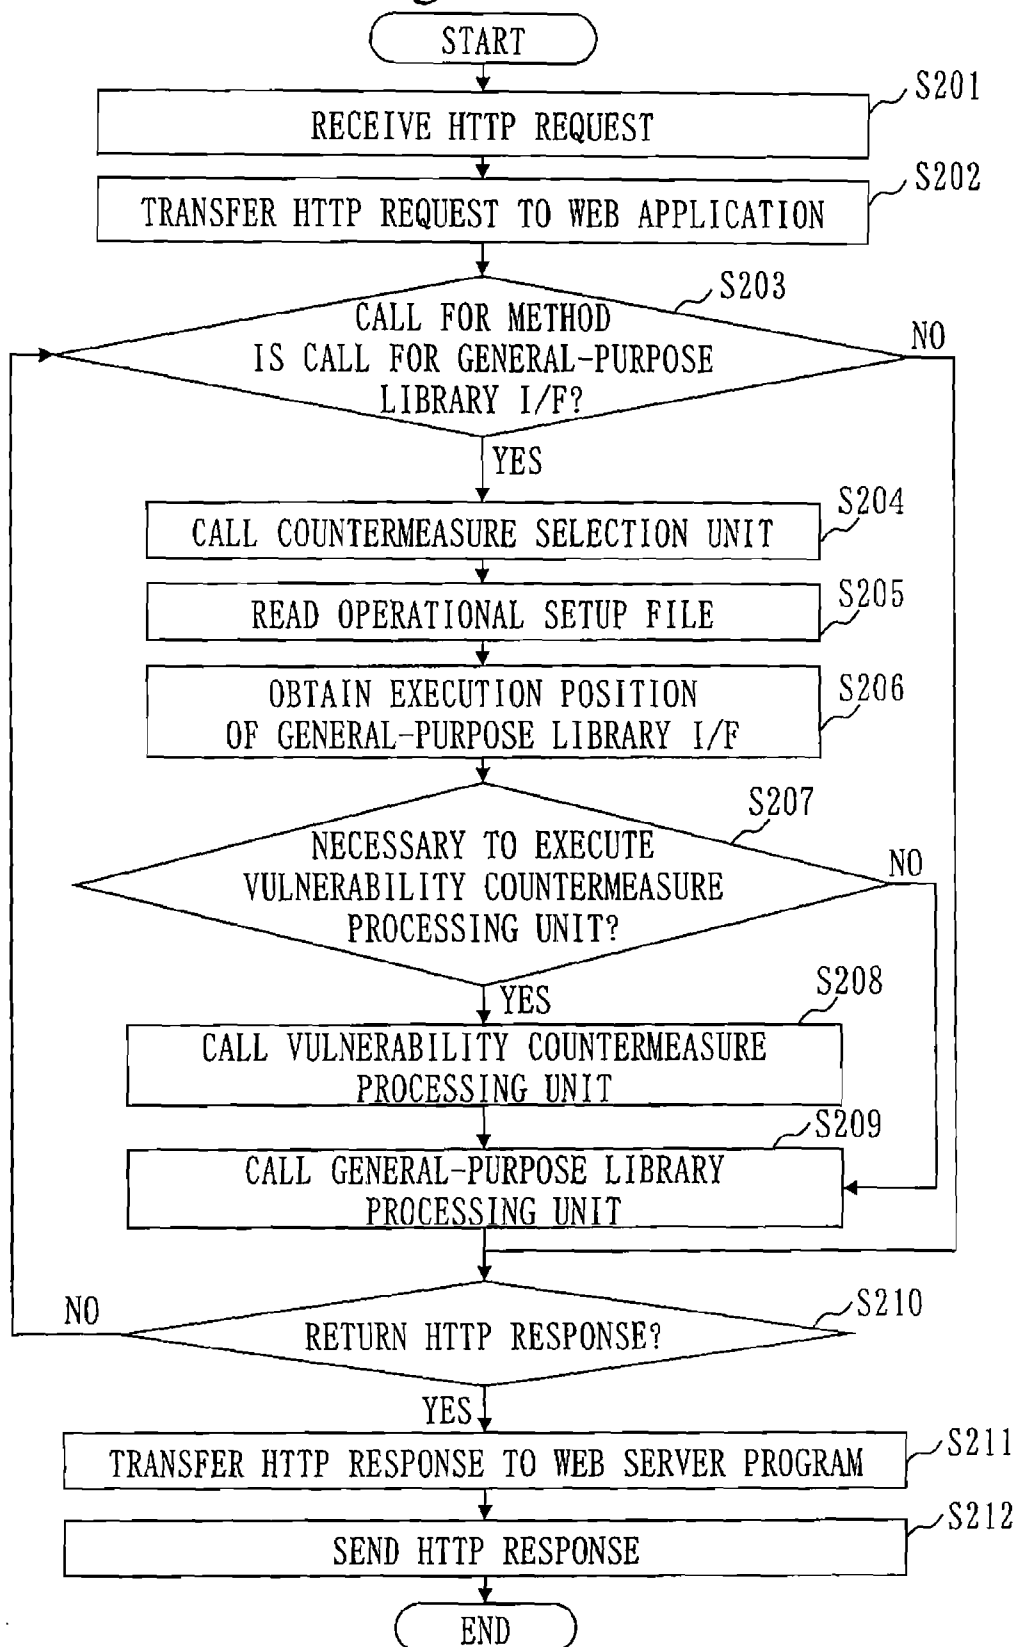 START
S201
RECEIVE HTTP REQUEST
S202
TRANSFER HTTP REQUEST TO WEB APPLICATION
S203
CALL FOR METHOD
IS CALL FOR GENERAL-PURPOSE
LIBRARY I/F?
NO
YES
S204
CALL COUNTERMEASURE SELECTION UNIT
S205
READ OPERATIONAL SETUP FILE
S206
OBTAIN EXECUTION POSITION
OF GENERAL-PURPOSE LIBRARY I/F
S207
NECESSARY TO EXECUTE
VULNERABILITY COUNTERMEASURE
PROCESSING UNIT?
NO
YES
S208
CALL VULNERABILITY COUNTERMEASURE
PROCESSING UNIT
S209
CALL GENERAL-PURPOSE LIBRARY
PROCESSING UNIT
S210
RETURN HTTP RESPONSE?
NO
YES
S211
TRANSFER HTTP RESPONSE TO WEB SERVER PROGRAM
S212
SEND HTTP RESPONSE
END